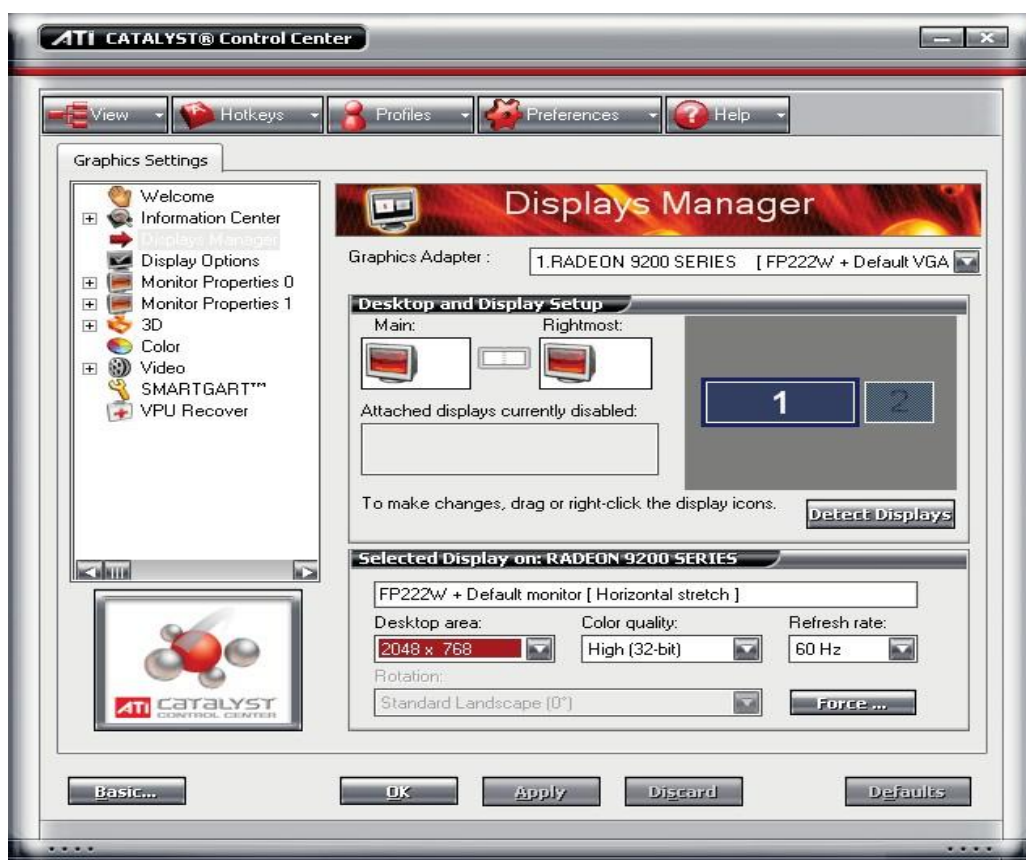 ATI CATALYST® Control Center
View
Hotkeys
Profiles
Preferences
Help
Graphics Settings
Welcome
Information Center
Displays Manager
Display Options
Monitor Properties 0
Monitor Properties 1
3D
Color
Video
SMARTGART™
VPU Recover
Displays Manager
Graphics Adapter :
1.RADEON 9200 SERIES [ FP222W + Default VGA
Desktop and Display Setup
Main:
Rightmost:
1
2
Attached displays currently disabled:
To make changes, drag or right-click the display icons.
Detect Displays
Selected Display on: RADEON 9200 SERIES
FP222W + Default monitor [ Horizontal stretch ]
Desktop area:
Color quality:
Refresh rate:
2048 x 768
High (32-bit)
60 Hz
Rotation:
Standard Landscape (0°)
Force ...
ATI CATALYST
CONTROL CENTER
Basic...
OK
Apply
Discard
Defaults